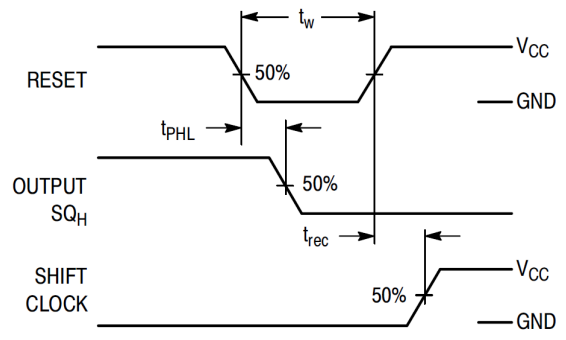 tw
VCC
RESET
50%
GND
tPHL
OUTPUT
SQH
50%
trec
SHIFT
CLOCK
VCC
50%
GND